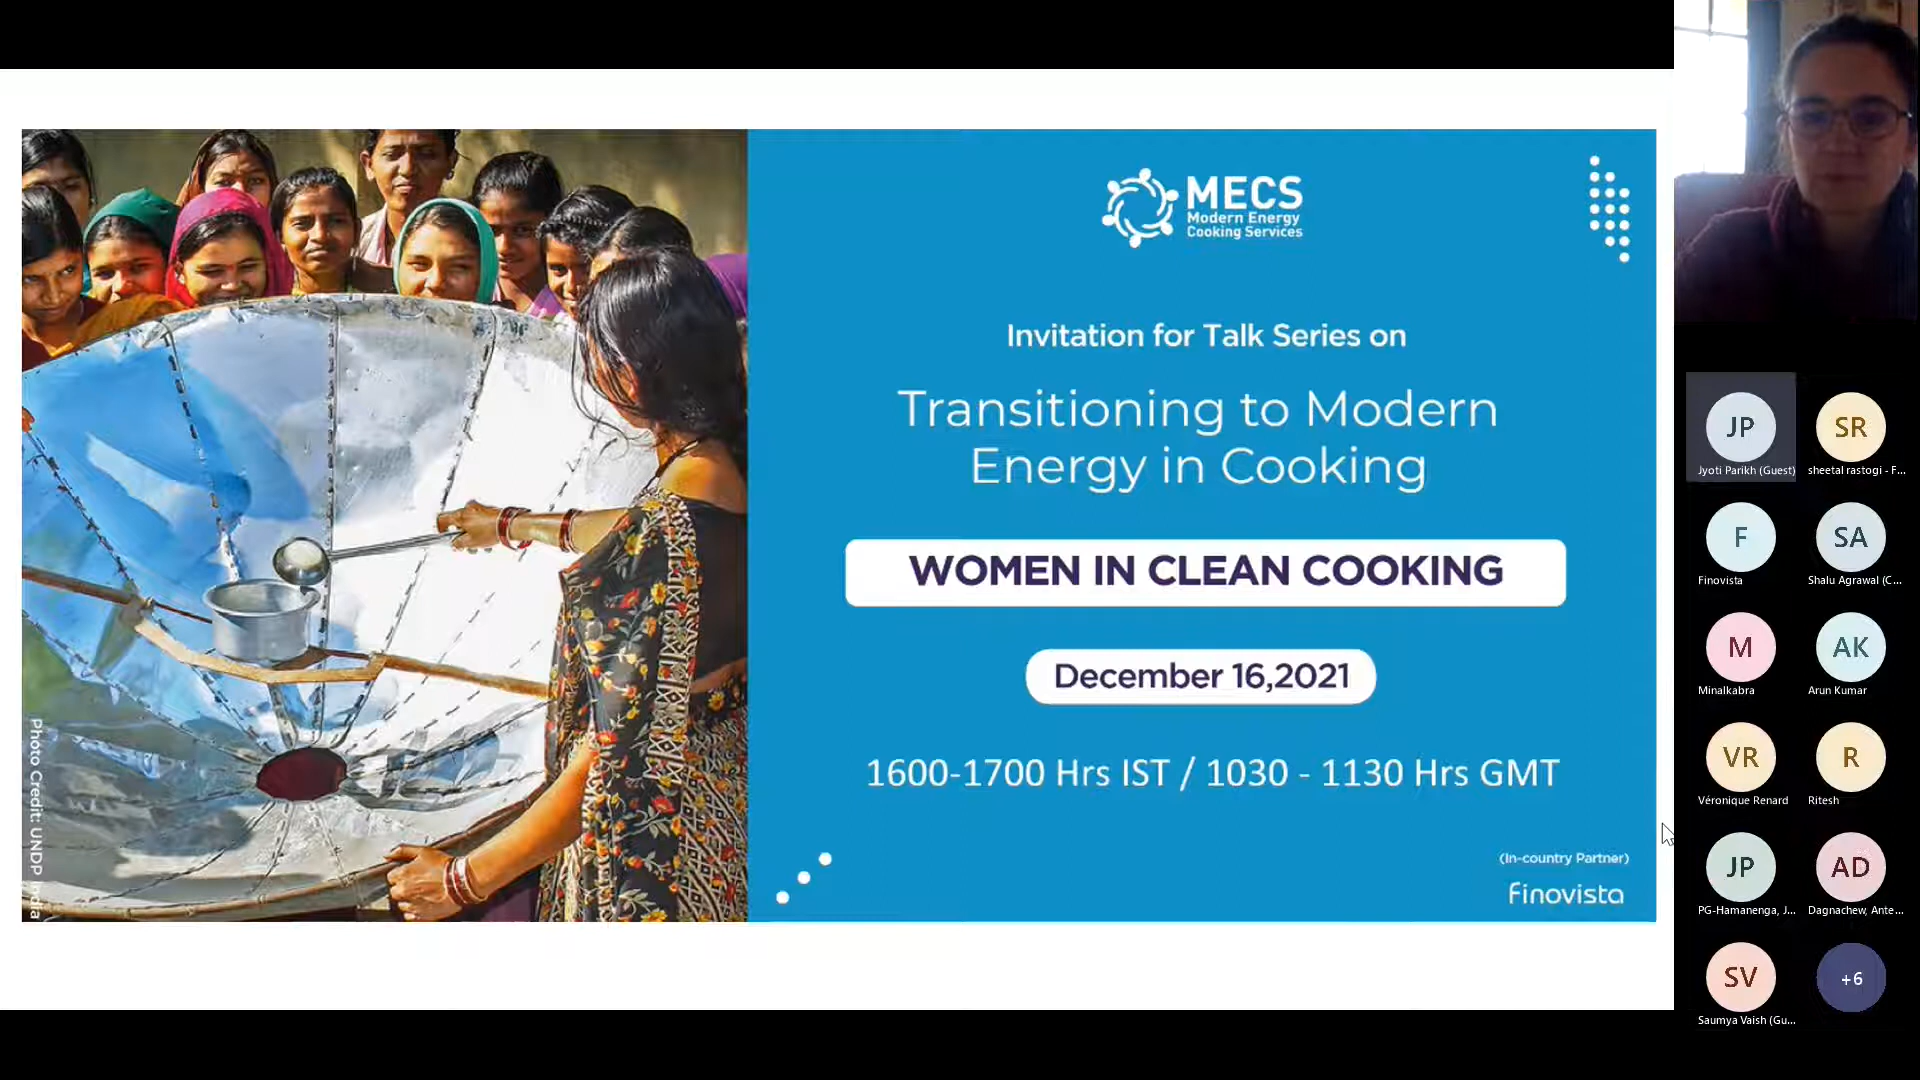 MECS
Modern Energy
Cooking Services
Invitation for Talk Series on
Transitioning to Modern
Energy in Cooking
WOMEN IN CLEAN COOKING
December 16,2021
1600-1700 Hrs IST / 1030 - 1130 Hrs GMT
(In-country Partner)
Finovista
Photo Credit: UNDP India
JP
Jyoti Parikh (Guest)
SR
sheetal rastogi - F...
F
Finovista
SA
Shalu Agrawal (C...
M
Minalkabra
AK
Arun Kumar
VR
Véronique Renard
R
Ritesh
JP
PG-Hamanenga, J...
AD
Dagnachew, Ante...
SV
Saumya Vaish (Gu...
+6